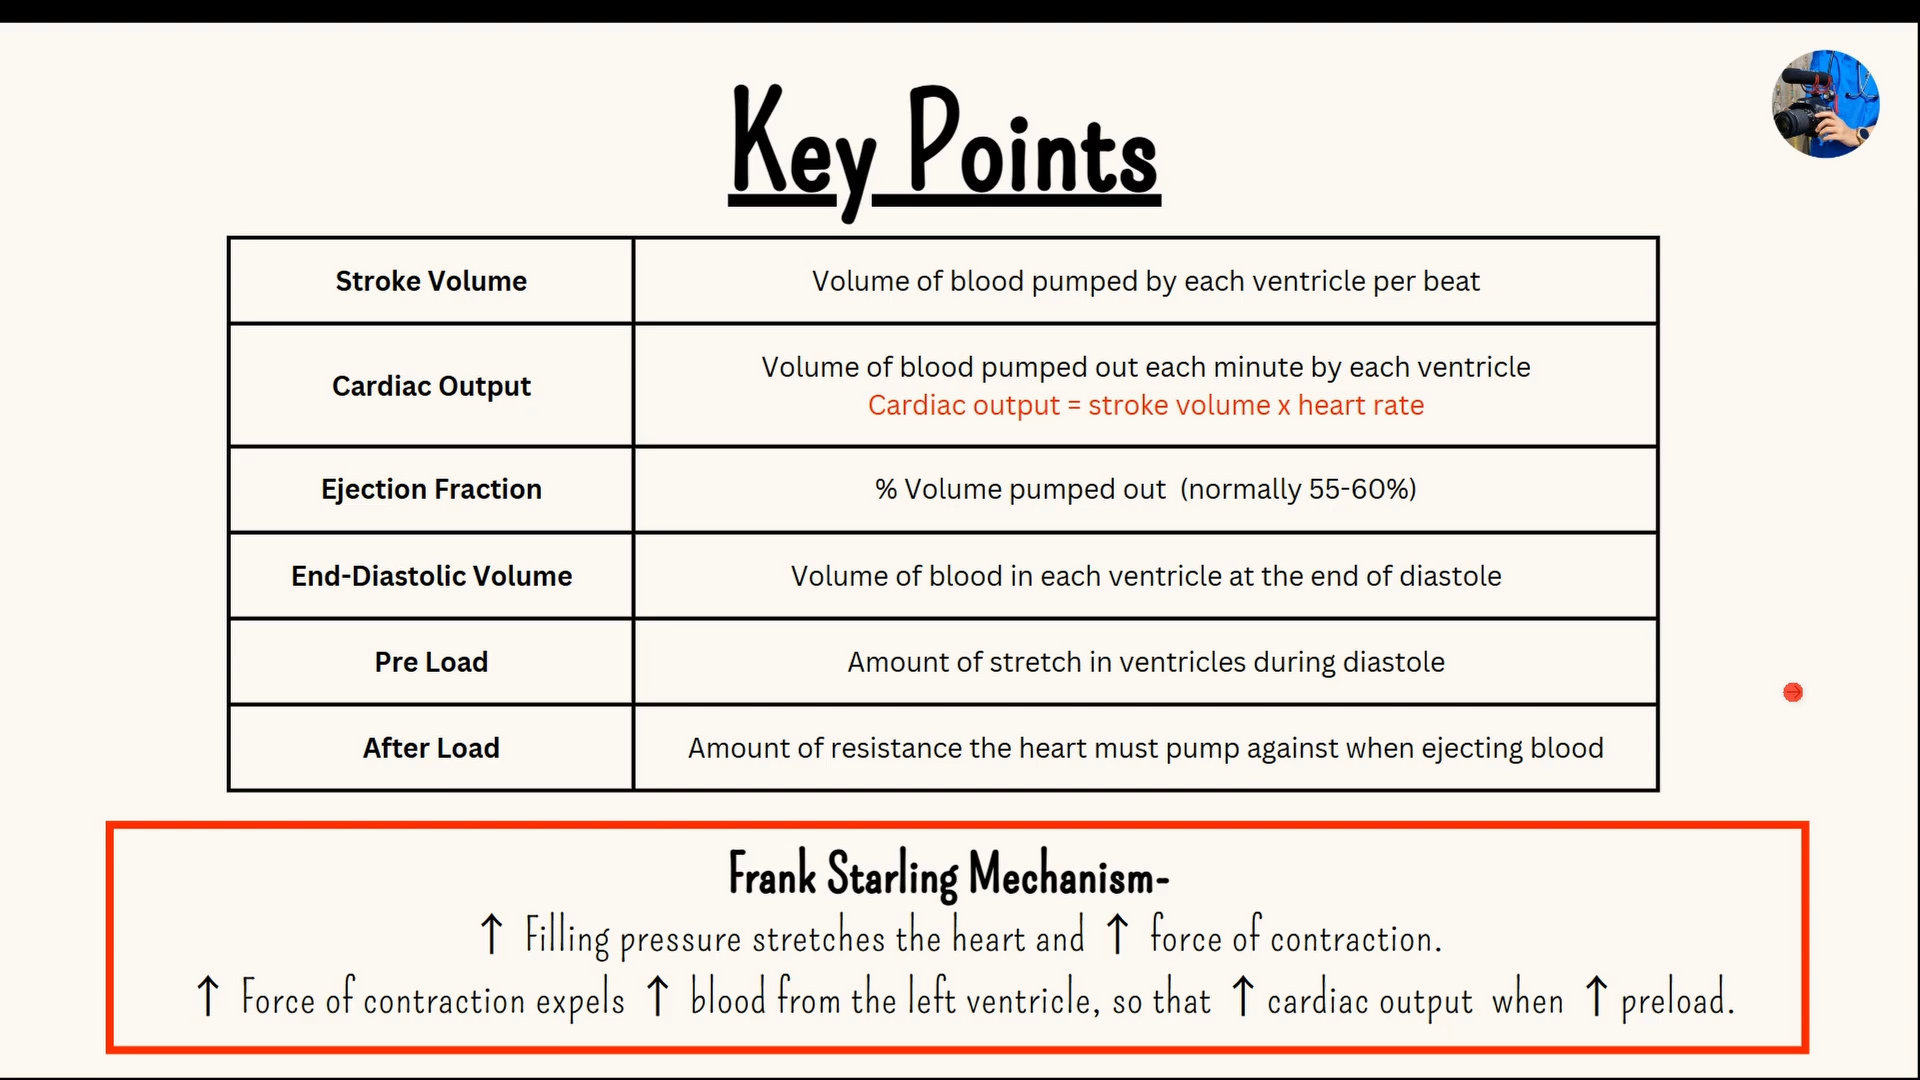 Key Points
Stroke Volume
Volume of blood pumped by each ventricle per beat
Cardiac Output
Volume of blood pumped out each minute by each ventricle
Cardiac output = stroke volume x heart rate
Ejection Fraction
% Volume pumped out (normally 55-60%)
End-Diastolic Volume
Volume of blood in each ventricle at the end of diastole
Pre Load
Amount of stretch in ventricles during diastole
After Load
Amount of resistance the heart must pump against when ejecting blood
Frank Starling Mechanism-
↑ Filling pressure stretches the heart and ↑ force of contraction.
↑ Force of contraction expels ↑ blood from the left ventricle, so that ↑ cardiac output when ↑ preload.